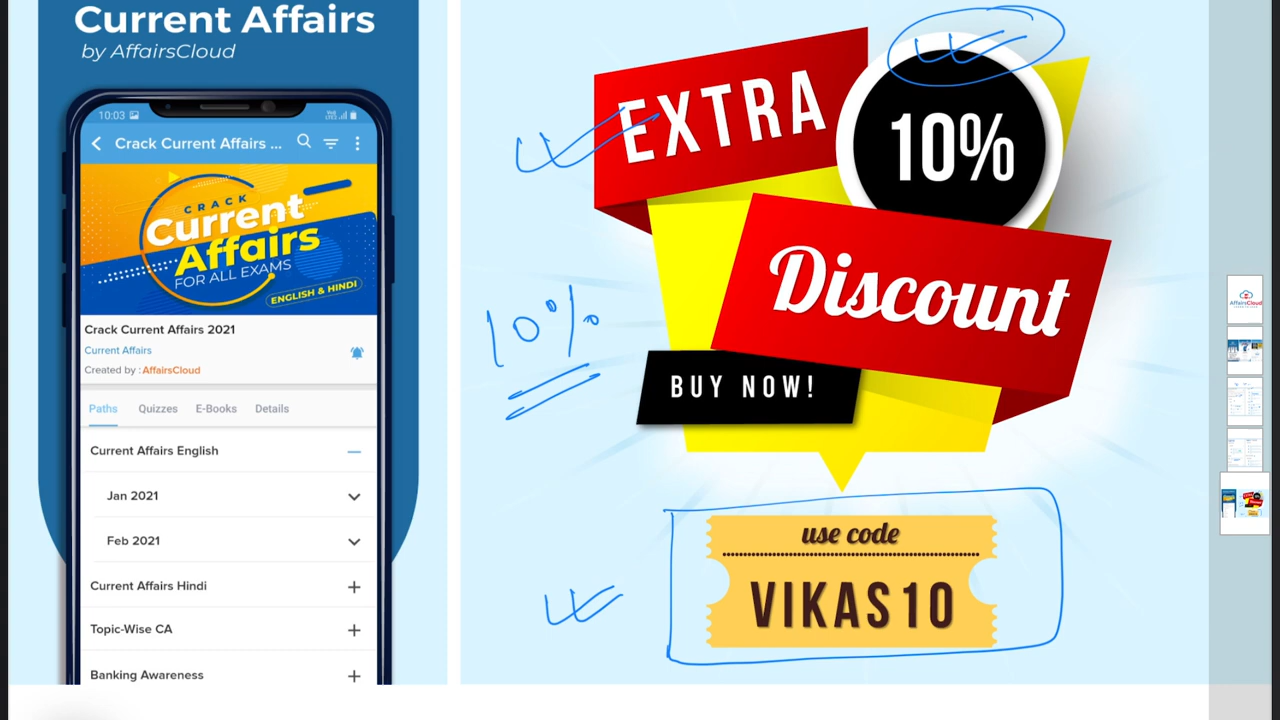 Current Affairs
by AffairsCloud
10:03
Crack Current Affairs ...
CRACK
Current
Affairs
FOR ALL EXAMS
ENGLISH & HINDI
Crack Current Affairs 2021
Current Affairs
Created by : AffairsCloud
Paths Quizzes E-Books Details
Current Affairs English
Jan 2021
Feb 2021
Current Affairs Hindi
Topic-Wise CA
Banking Awareness
EXTRA
10%
Discount
10%
BUY NOW!
use code
VIKAS10
AffairsCloud